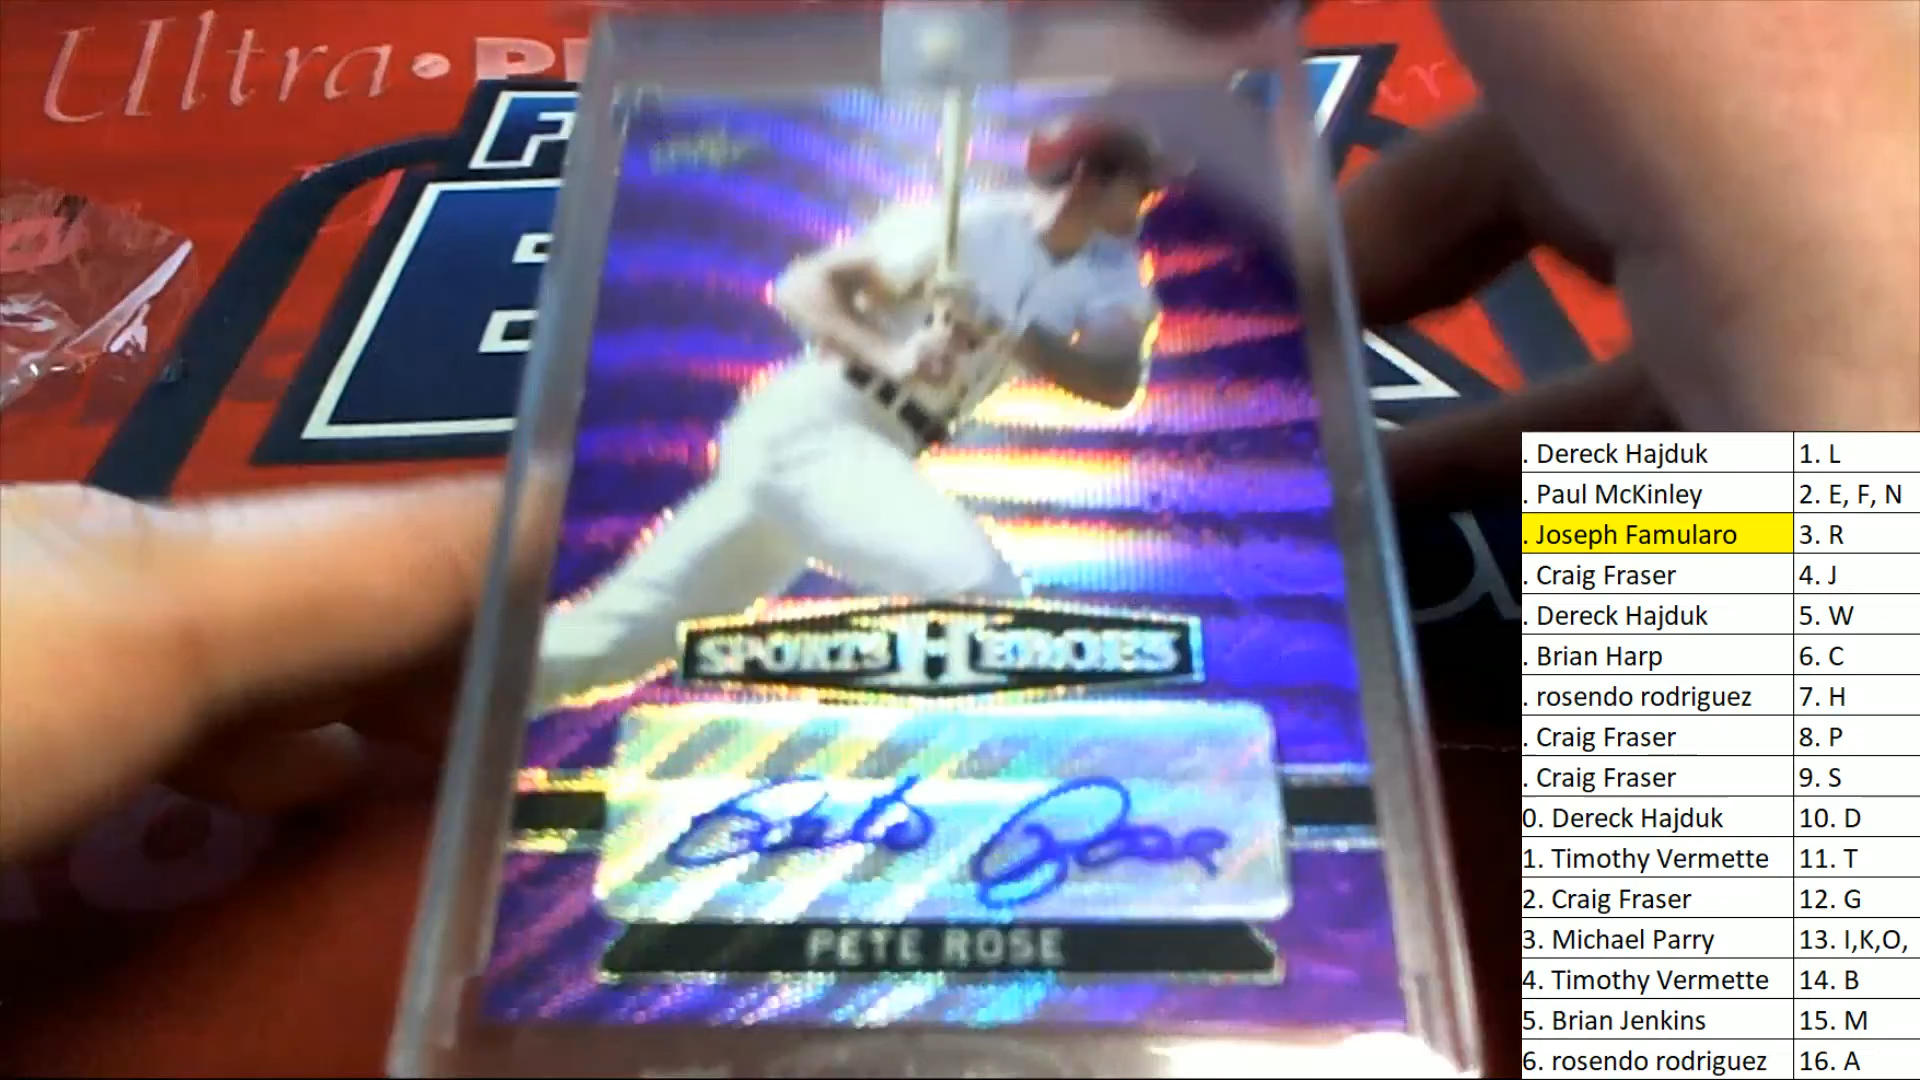 Ultra
SPORTS HEROES
Pete Rose
PETE ROSE
. Dereck Hajduk 1. L
. Paul McKinley 2. E, F, N
. Joseph Famularo 3. R
. Craig Fraser 4. J
. Dereck Hajduk 5. W
. Brian Harp 6. C
. rosendo rodriguez 7. H
. Craig Fraser 8. P
. Craig Fraser 9. S
0. Dereck Hajduk 10. D
1. Timothy Vermette 11. T
2. Craig Fraser 12. G
3. Michael Parry 13. I,K,O,
4. Timothy Vermette 14. B
5. Brian Jenkins 15. M
6. rosendo rodriguez 16. A